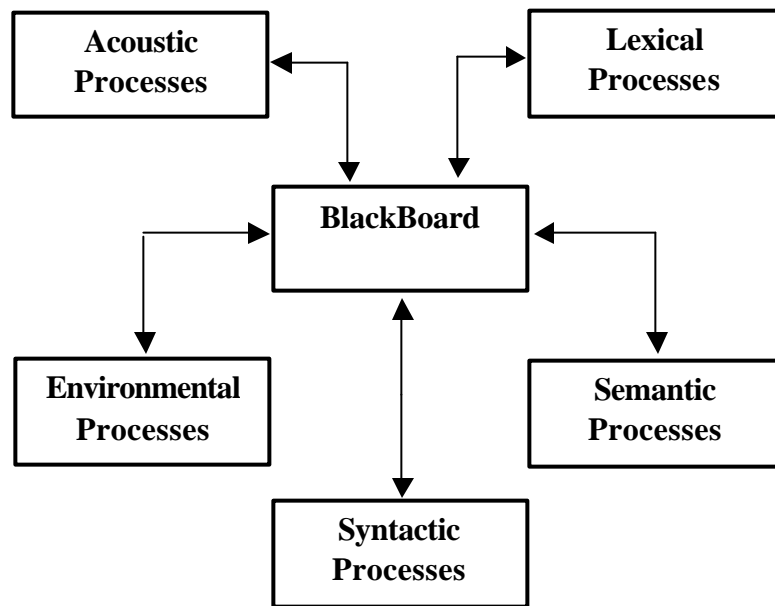 Acoustic
Processes
Lexical
Processes
BlackBoard
Environmental
Processes
Semantic
Processes
Syntactic
Processes